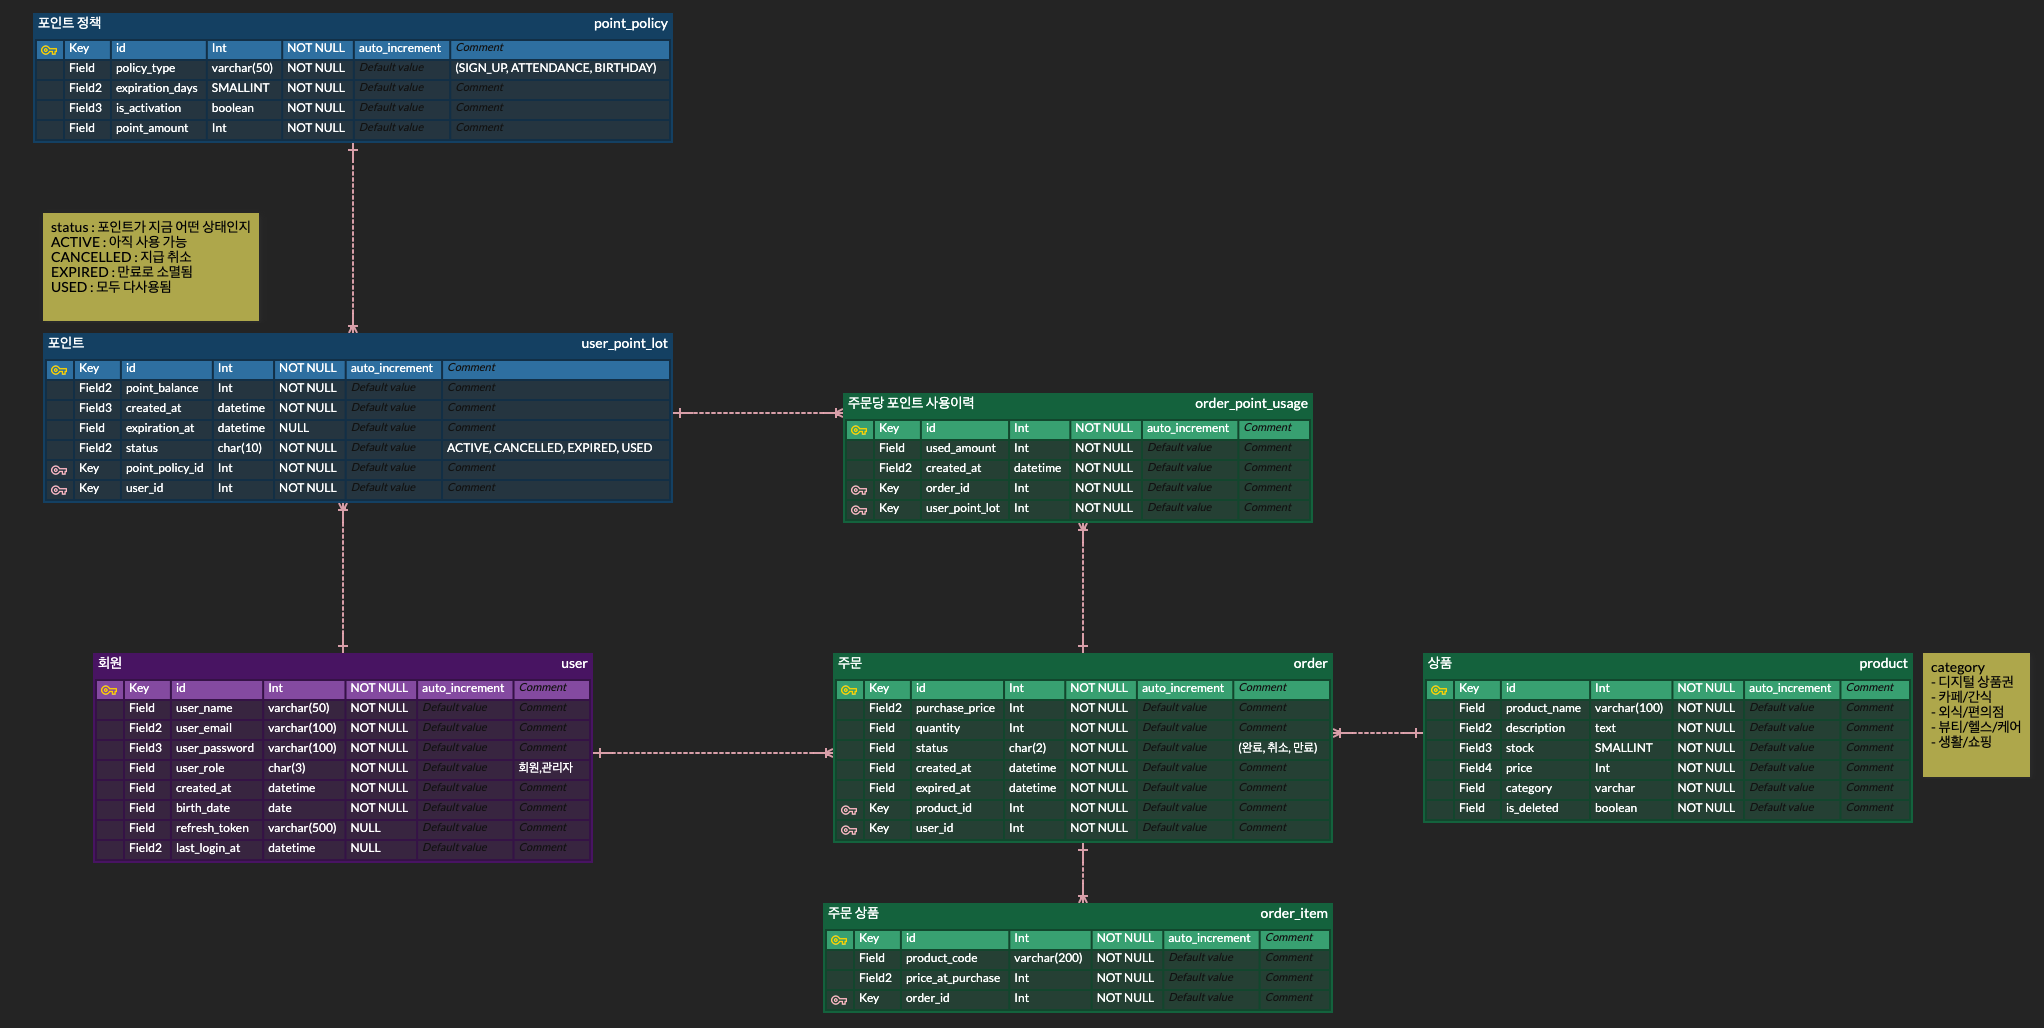 포인트 정책 point_policy
Key id Int NOT NULL auto_increment Comment
Field policy_type varchar(50) NOT NULL Default value (SIGN_UP, ATTENDANCE, BIRTHDAY)
Field2 expiration_days SMALLINT NOT NULL Default value Comment
Field3 is_activation boolean NOT NULL Default value Comment
Field point_amount Int NOT NULL Default value Comment
status : 포인트가 지금 어떤 상태인지
ACTIVE : 아직 사용 가능
CANCELLED : 지급 취소
EXPIRED : 만료로 소멸됨
USED : 모두 다사용됨
포인트 user_point_lot
Key id Int NOT NULL auto_increment Comment
Field2 point_balance Int NOT NULL Default value Comment
Field3 created_at datetime NOT NULL Default value Comment
Field expiration_at datetime NULL Default value Comment
Field2 status char(10) NOT NULL Default value ACTIVE, CANCELLED, EXPIRED, USED
Key point_policy_id Int NOT NULL Default value Comment
Key user_id Int NOT NULL Default value Comment
주문당 포인트 사용이력 order_point_usage
Key id Int NOT NULL auto_increment Comment
Field used_amount Int NOT NULL Default value Comment
Field2 created_at datetime NOT NULL Default value Comment
Key order_id Int NOT NULL Default value Comment
Key user_point_lot Int NOT NULL Default value Comment
회원 user
Key id Int NOT NULL auto_increment Comment
Field user_name varchar(50) NOT NULL Default value Comment
Field2 user_email varchar(100) NOT NULL Default value Comment
Field3 user_password varchar(100) NOT NULL Default value Comment
Field user_role char(3) NOT NULL Default value 회원,관리자
Field created_at datetime NOT NULL Default value Comment
Field birth_date date NOT NULL Default value Comment
Field refresh_token varchar(500) NULL Default value Comment
Field2 last_login_at datetime NULL Default value Comment
주문 order
Key id Int NOT NULL auto_increment Comment
Field2 purchase_price Int NOT NULL Default value Comment
Field quantity Int NOT NULL Default value Comment
Field status char(2) NOT NULL Default value (완료, 취소, 만료)
Field created_at datetime NOT NULL Default value Comment
Field expired_at datetime NOT NULL Default value Comment
Key product_id Int NOT NULL Default value Comment
Key user_id Int NOT NULL Default value Comment
상품 product
Key id Int NOT NULL auto_increment Comment
Field product_name varchar(100) NOT NULL Default value Comment
Field2 description text NOT NULL Default value Comment
Field3 stock SMALLINT NOT NULL Default value Comment
Field4 price Int NOT NULL Default value Comment
Field category varchar NOT NULL Default value Comment
Field is_deleted boolean NOT NULL Default value Comment
category
- 디지털 상품권
- 카페/간식
- 외식/편의점
- 뷰티/헬스/케어
- 생활/쇼핑
주문 상품 order_item
Key id Int NOT NULL auto_increment Comment
Field product_code varchar(200) NOT NULL Default value Comment
Field2 price_at_purchase Int NOT NULL Default value Comment
Key order_id Int NOT NULL Default value Comment